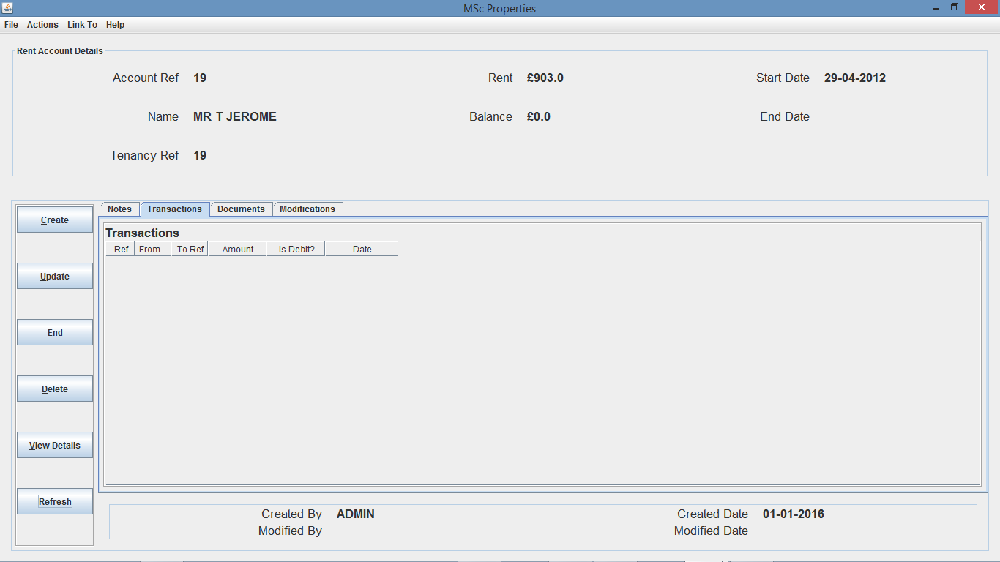 MSc Properties
File Actions Link To Help
Rent Account Details
Account Ref 19 Rent £903.0 Start Date 29-04-2012
Name MR T JEROME Balance £0.0 End Date
Tenancy Ref 19
Notes Transactions Documents Modifications
Create
Update
End
Delete
View Details
Refresh
Transactions
Ref From ... To Ref Amount Is Debit? Date
Created By ADMIN Created Date 01-01-2016
Modified By Modified Date